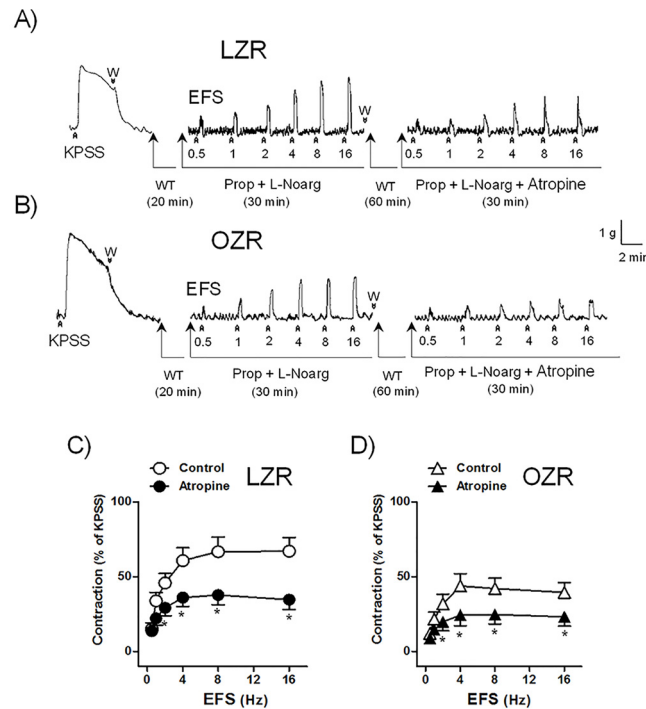 A)
LZR
W
EFS
W
KPSS
0.5 1 2 4 8 16
0.5 1 2 4 8 16
WT
(20 min)
Prop + L-Noarg
(30 min)
WT
(60 min)
Prop + L-Noarg + Atropine
(30 min)
B)
OZR
1 g
2 min
W
EFS
W
KPSS
0.5 1 2 4 8 16
0.5 1 2 4 8 16
WT
(20 min)
Prop + L-Noarg
(30 min)
WT
(60 min)
Prop + L-Noarg + Atropine
(30 min)
C)
Control
Atropine
LZR
Contraction (% of KPSS)
100
50
0
* * * *
0 4 8 12 16
EFS (Hz)
D)
Control
Atropine
OZR
Contraction (% of KPSS)
100
50
0
* * * *
0 4 8 12 16
EFS (Hz)